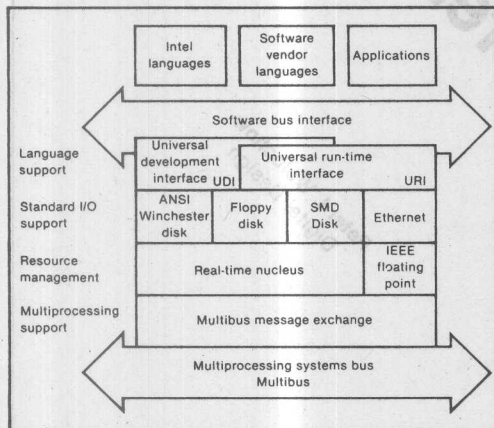 Intel
languages
Software
vendor
languages
Applications
Software bus interface
Language
support
Universal
development
interface UDI
Universal run-time
interface URI
Standard I/O
support
ANSI
Winchester
disk
Floppy
disk
SMD
Disk
Ethernet
Resource
management
Real-time nucleus
IEEE
floating
point
Multiprocessing
support
Multibus message exchange
Multiprocessing systems bus
Multibus